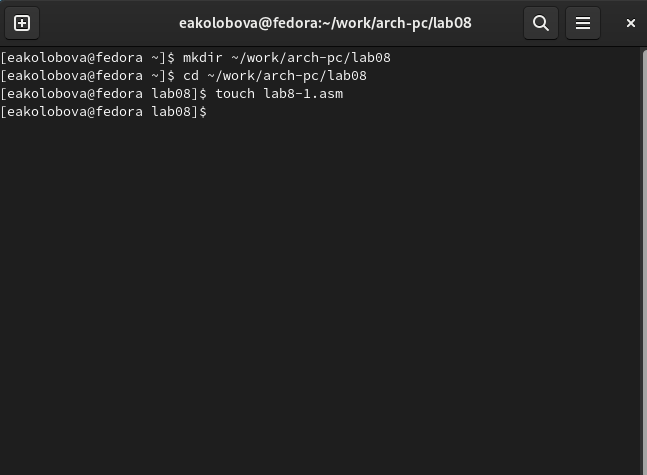 eakolobova@fedora:~/work/arch-pc/lab08
[eakolobova@fedora ~]$ mkdir ~/work/arch-pc/lab08
[eakolobova@fedora ~]$ cd ~/work/arch-pc/lab08
[eakolobova@fedora lab08]$ touch lab8-1.asm
[eakolobova@fedora lab08]$